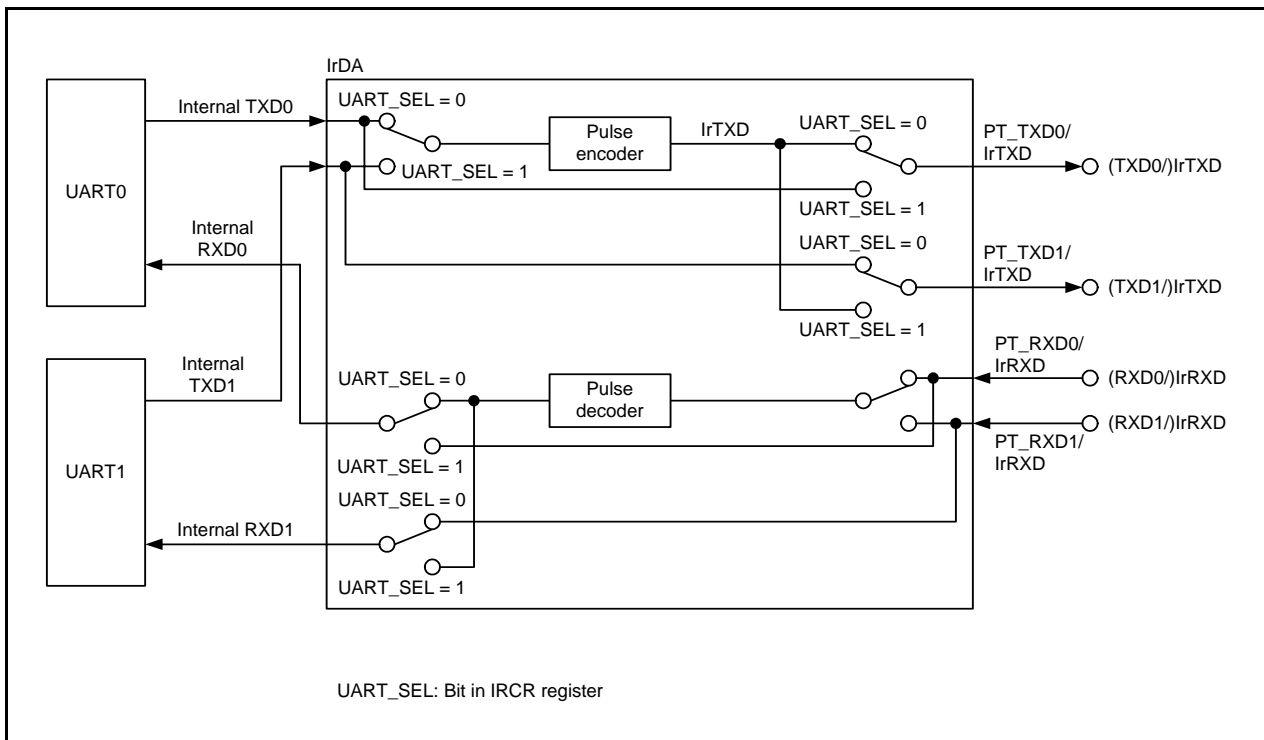 IrDA
UART0
Internal TXD0
UART_SEL = 0
UART_SEL = 1
Pulse
encoder
IrTXD
UART_SEL = 0
UART_SEL = 1
PT_TXD0/
IrTXD
(TXD0/)IrTXD
Internal
RXD0
UART_SEL = 0
UART_SEL = 1
PT_TXD1/
IrTXD
(TXD1/)IrTXD
UART1
Internal
TXD1
UART_SEL = 0
UART_SEL = 1
Pulse
decoder
PT_RXD0/
IrRXD
(RXD0/)IrRXD
(RXD1/)IrRXD
PT_RXD1/
IrRXD
Internal RXD1
UART_SEL = 0
UART_SEL = 1
UART_SEL: Bit in IRCR register